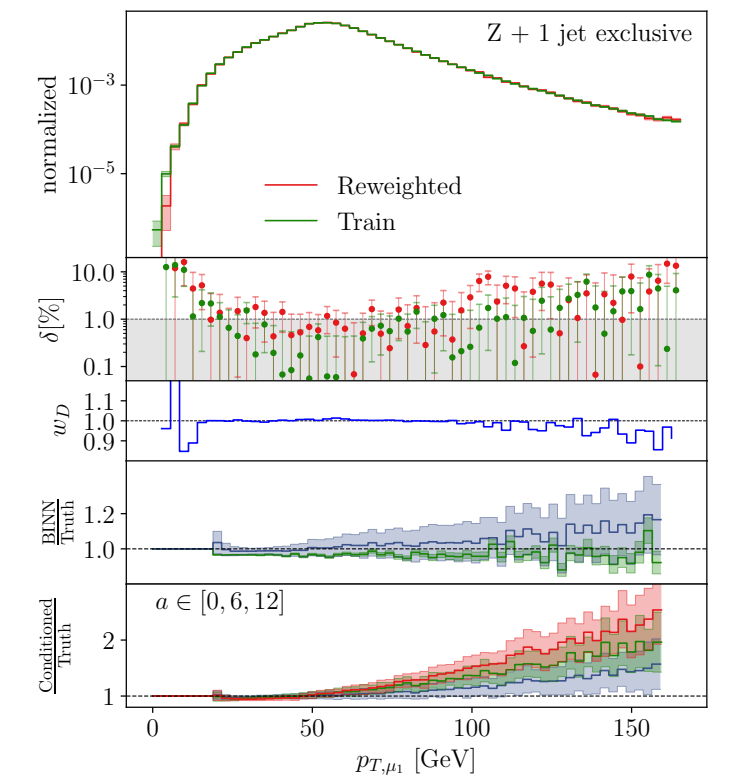 Z + 1 jet exclusive
normalized
10⁻³
10⁻⁵
Reweighted
Train
δ[%]
10.0
1.0
0.1
w_D
1.1
1.0
0.9
BINN
Truth
1.2
1.0
Conditioned
Truth
a ∈ [0, 6, 12]
2
1
0 50 100 150
p_{T,μ₁} [GeV]